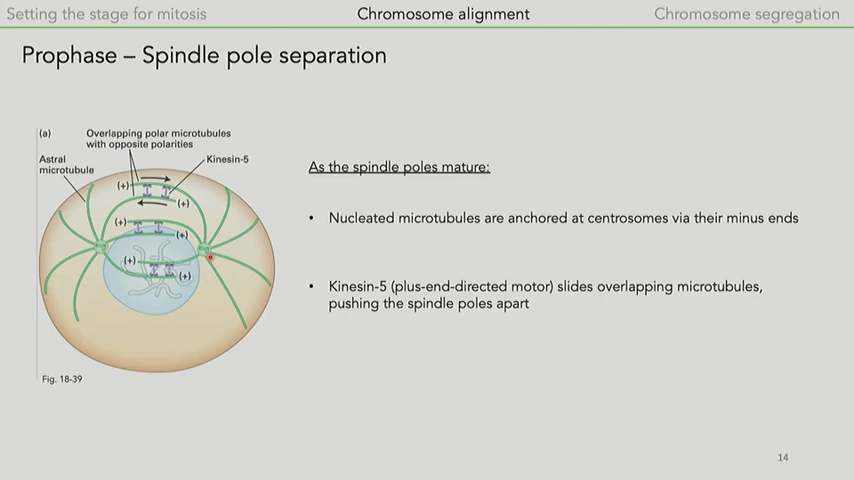 Setting the stage for mitosis
Chromosome alignment
Chromosome segregation
Prophase – Spindle pole separation
(a)
Overlapping polar microtubules
with opposite polarities
Astral
microtubule
Kinesin-5
(+)
(+)
(+)
(+)
(+)
(+)
Fig. 18-39
As the spindle poles mature:
• Nucleated microtubules are anchored at centrosomes via their minus ends
• Kinesin-5 (plus-end-directed motor) slides overlapping microtubules,
pushing the spindle poles apart
14